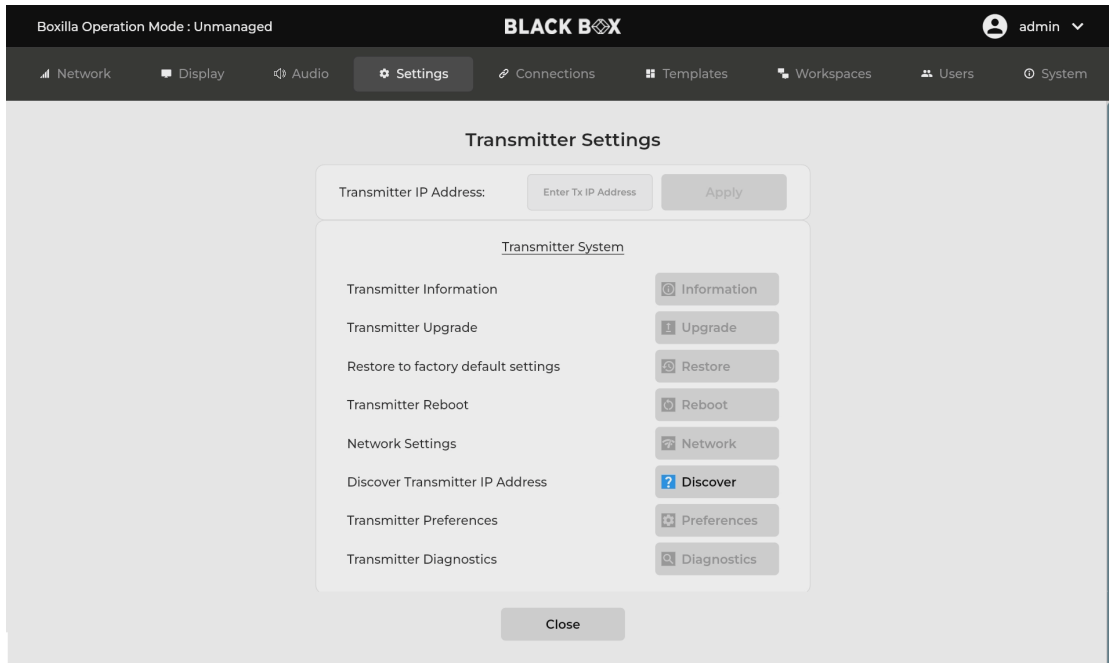 Boxilla Operation Mode : Unmanaged BLACK BOX admin
Network Display Audio Settings Connections Templates Workspaces Users System
Transmitter Settings
Transmitter IP Address: Enter Tx IP Address Apply
Transmitter System
Transmitter Information Information
Transmitter Upgrade Upgrade
Restore to factory default settings Restore
Transmitter Reboot Reboot
Network Settings Network
Discover Transmitter IP Address ? Discover
Transmitter Preferences Preferences
Transmitter Diagnostics Diagnostics
Close